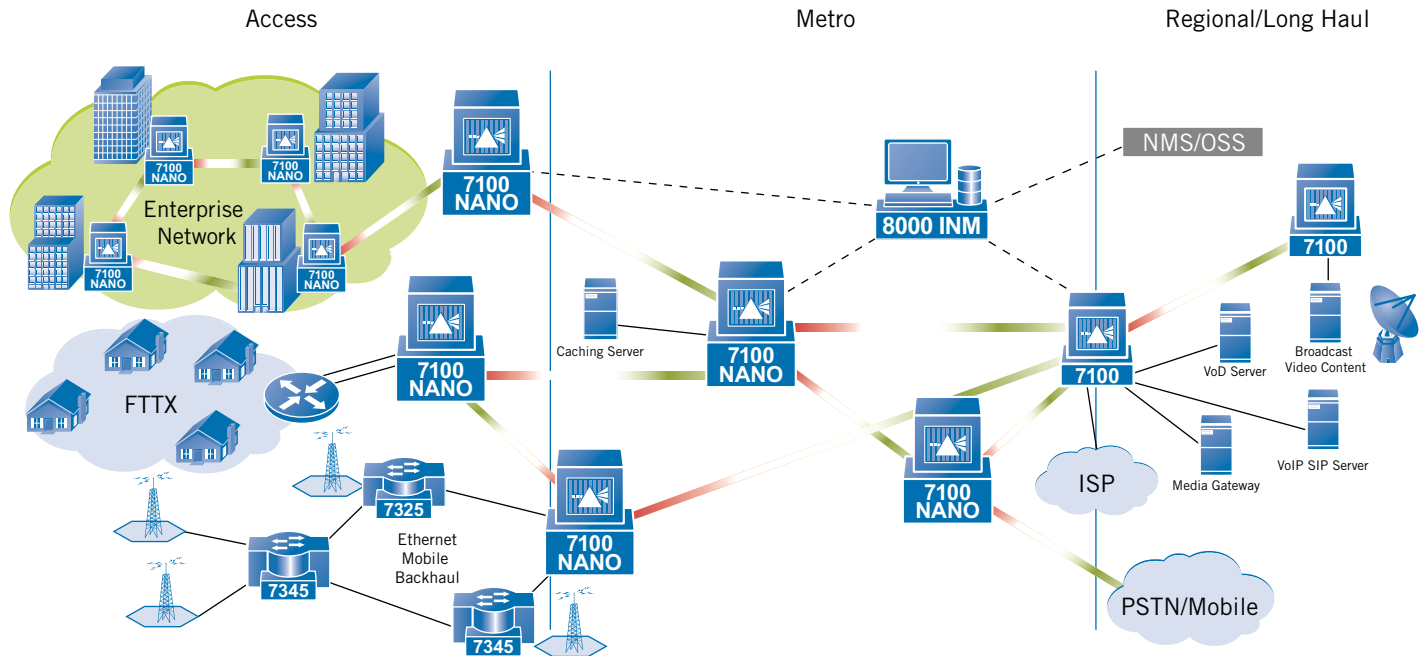 Access
Metro
Regional/Long Haul
7100
NANO
7100
NANO
Enterprise
Network
7100
NANO
7100
NANO
7100
NANO
8000 INM
NMS/OSS
7100
FTTX
7100
NANO
Caching Server
7100
NANO
7100
VoD Server
Broadcast
Video Content
7325
Ethernet
Mobile
Backhaul
7345
7345
7100
NANO
7100
NANO
ISP
Media Gateway
VoIP SIP Server
PSTN/Mobile